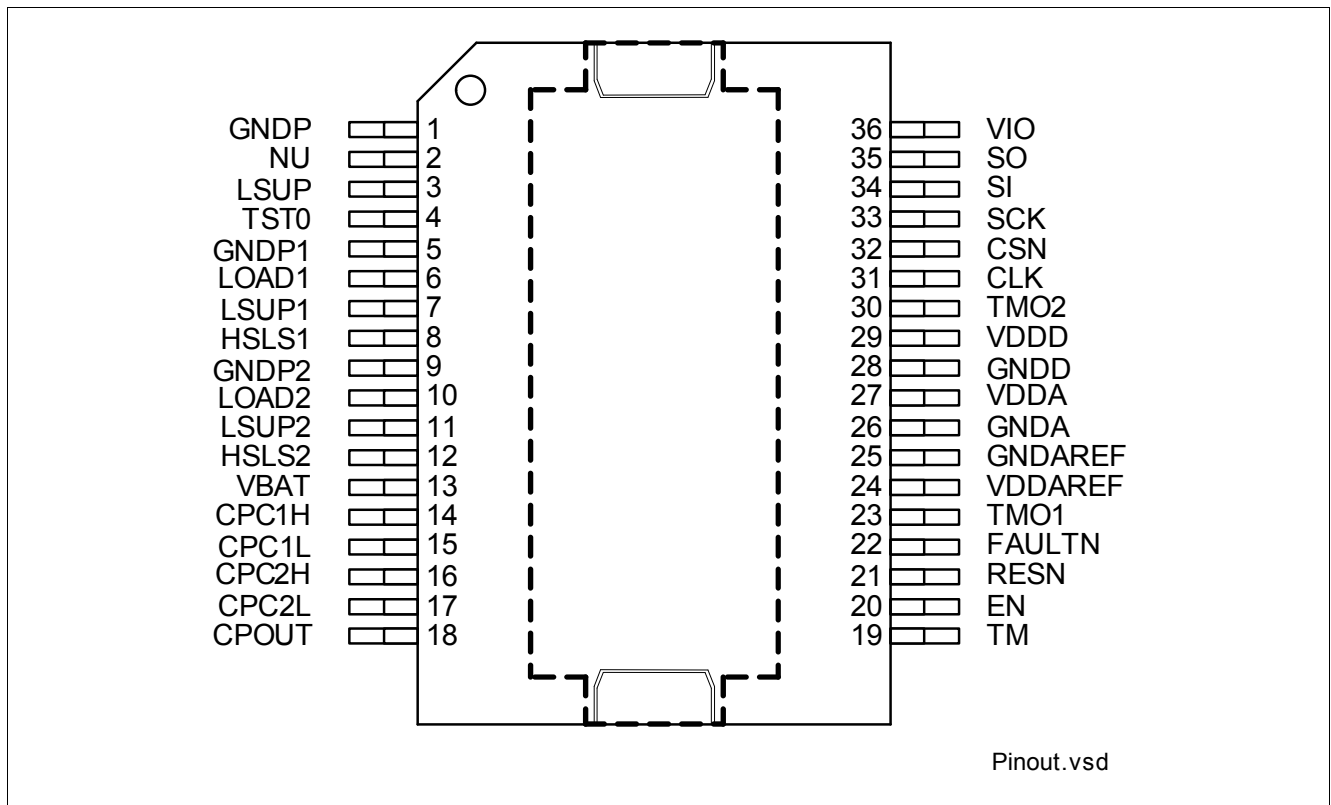 GNDP 1 36 VIO
NU 2 35 SO
LSUP 3 34 SI
TST0 4 33 SCK
GNDP1 5 32 CSN
LOAD1 6 31 CLK
LSUP1 7 30 TMO2
HSLS1 8 29 VDDD
GNDP2 9 28 GNDD
LOAD2 10 27 VDDA
LSUP2 11 26 GNDA
HSLS2 12 25 GNDAREF
VBAT 13 24 VDDAREF
CPC1H 14 23 TMO1
CPC1L 15 22 FAULTN
CPC2H 16 21 RESN
CPC2L 17 20 EN
CPOUT 18 19 TM
Pinout.vsd